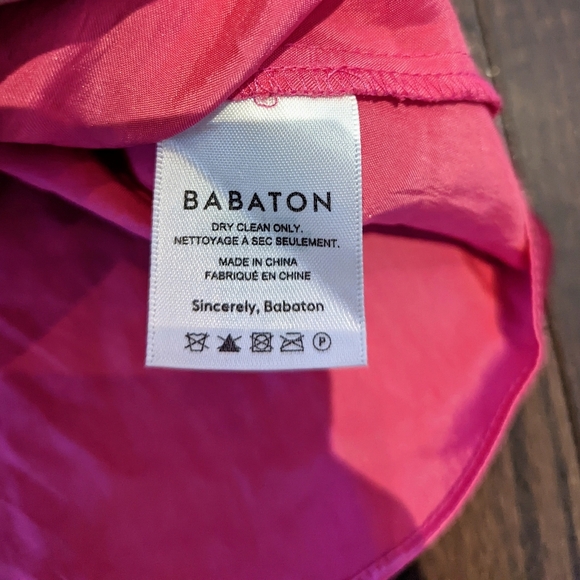 BABATON
DRY CLEAN ONLY.
NETTOYAGE À SEC SEULEMENT.
MADE IN CHINA
FABRIQUÉ EN CHINE
Sincerely, Babaton
P